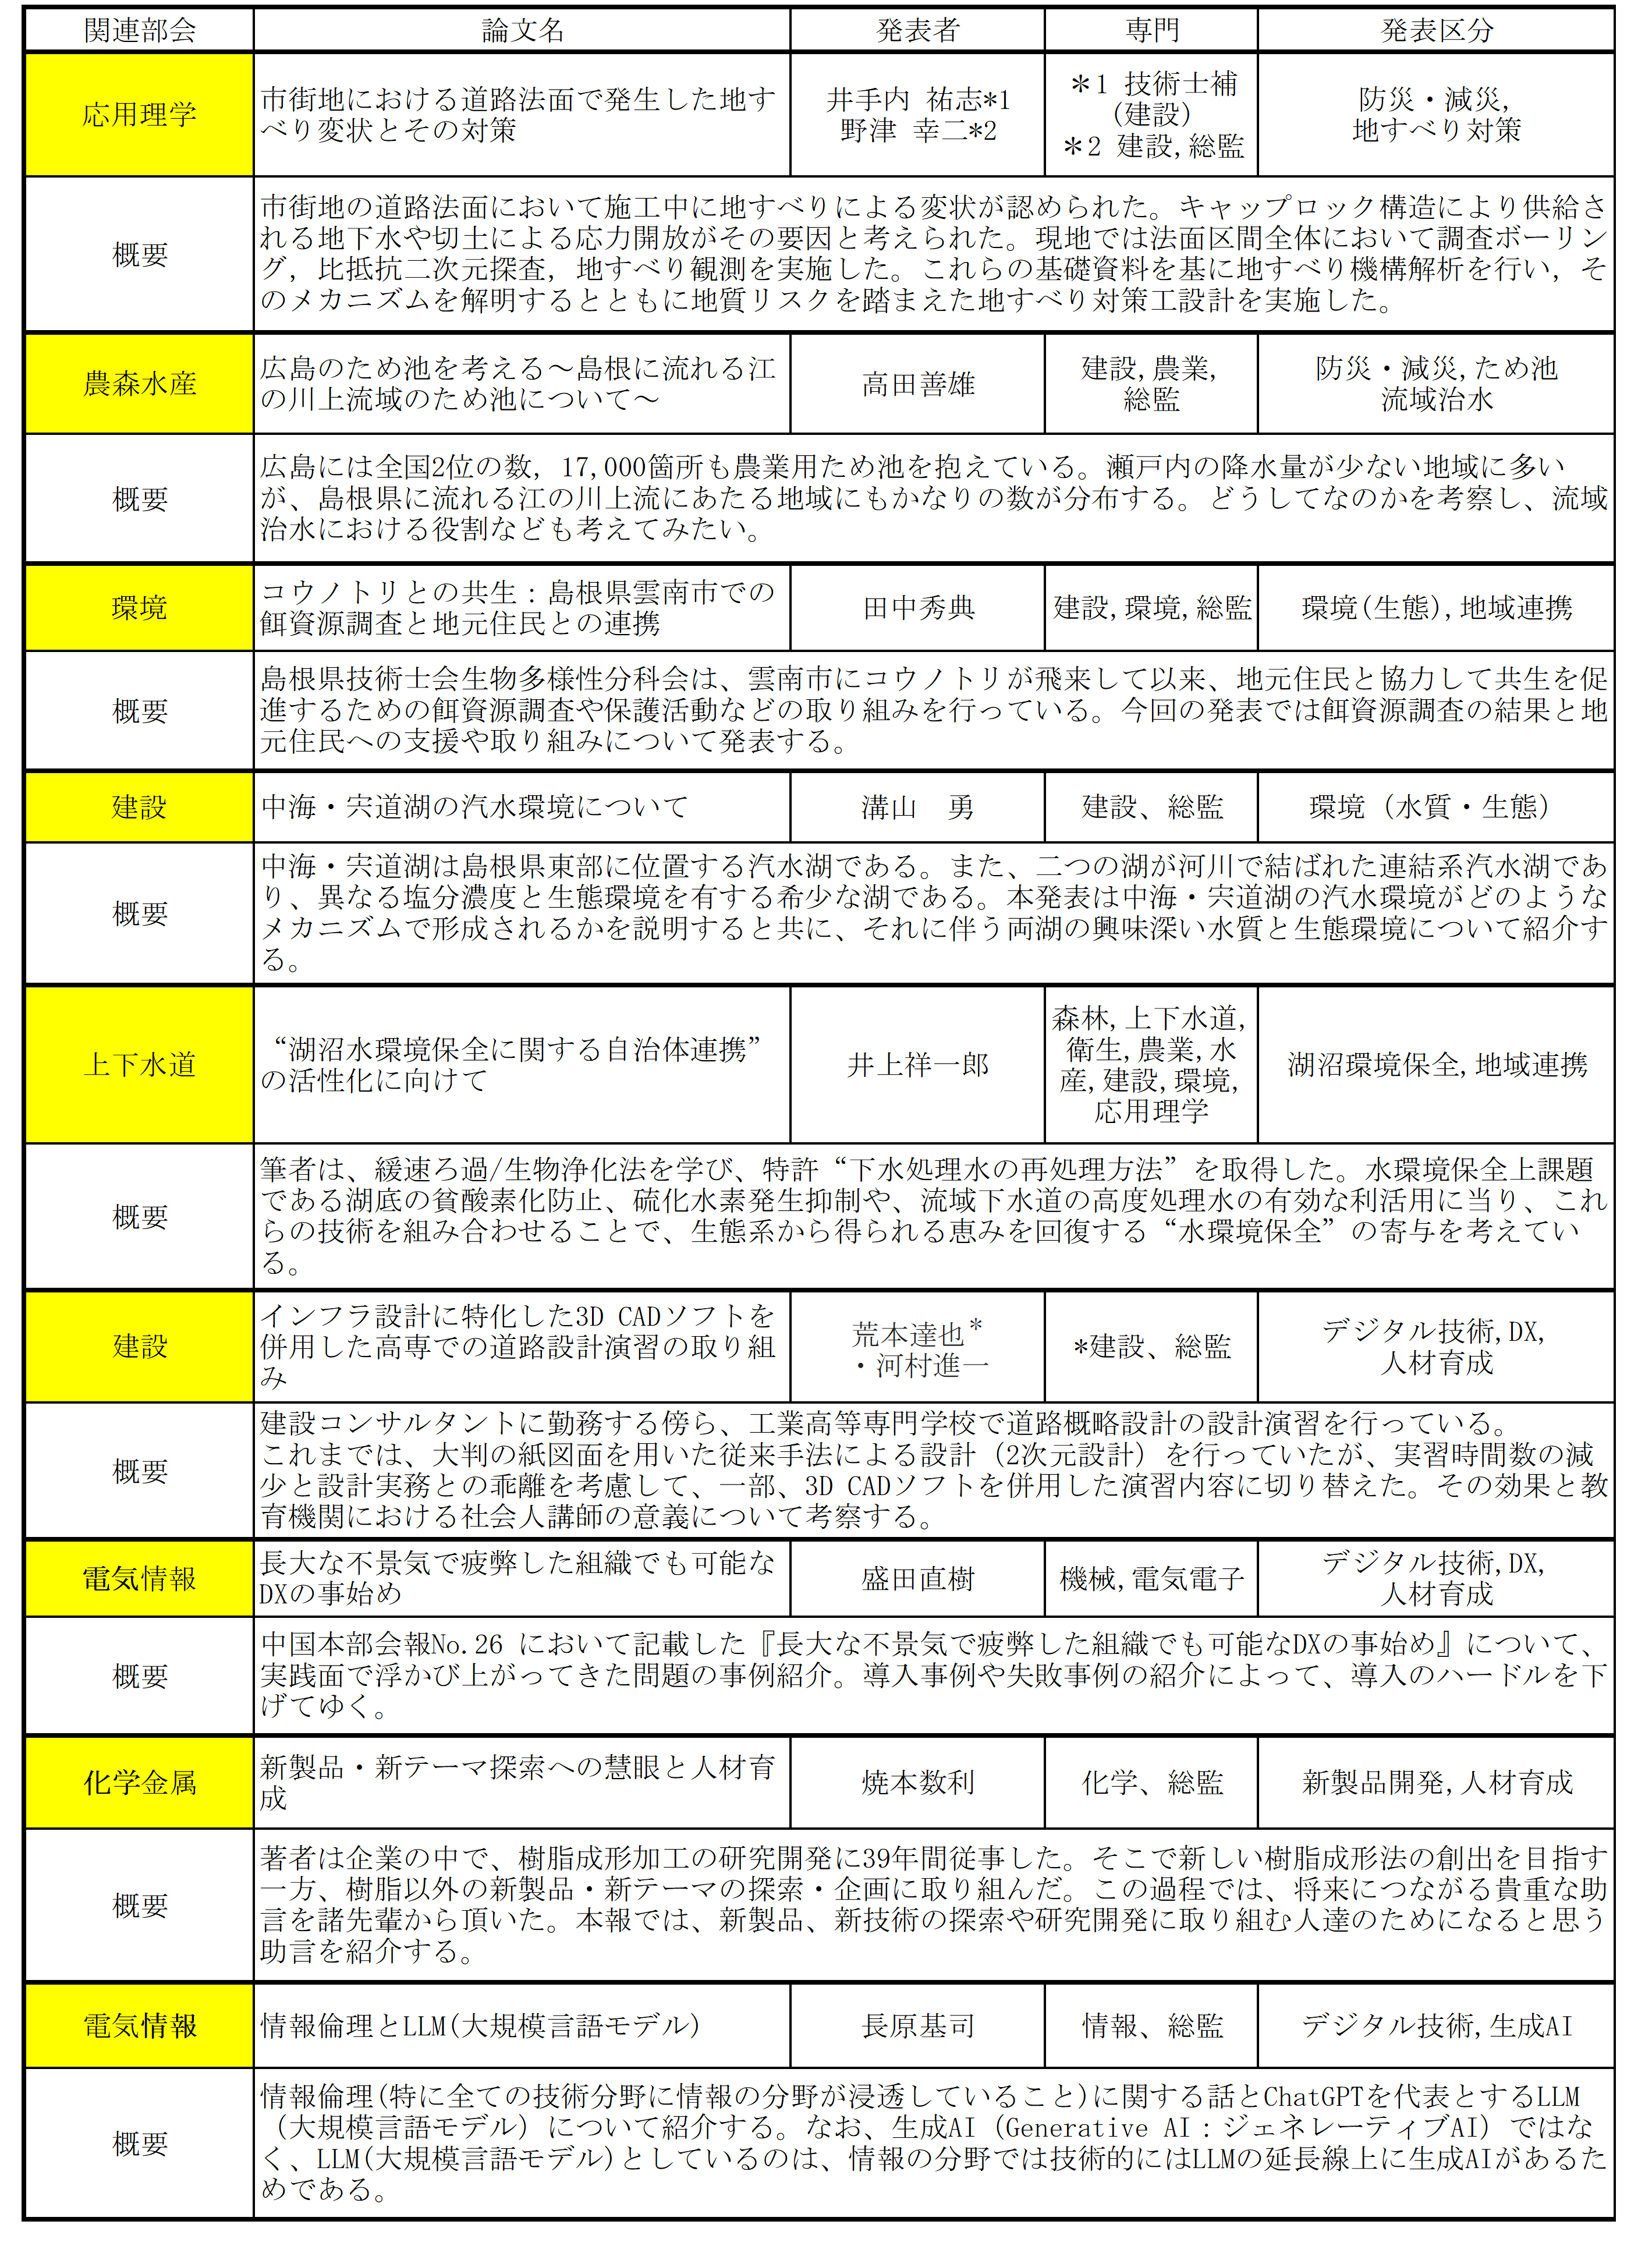 関連部会 論文名 発表者 専門 発表区分
応用理学
市街地における道路法面で発生した地す
べり変状とその対策
井手内 祐志*1
野津 幸二*2
＊1 技術士補
(建設)
＊2 建設,総監
防災・減災,
地すべり対策
概要
市街地の道路法面において施工中に地すべりによる変状が認められた。キャップロック構造により供給さ
れる地下水や切土による応力開放がその要因と考えられた。現地では法面区間全体において調査ボーリン
グ，比抵抗二次元探査，地すべり観測を実施した。これらの基礎資料を基に地すべり機構解析を行い，そ
のメカニズムを解明するとともに地質リスクを踏まえた地すべり対策工設計を実施した。
農森水産
広島のため池を考える～島根に流れる江
の川上流域のため池について～
高田善雄
建設,農業,
総監
防災・減災,ため池
流域治水
概要
広島には全国2位の数，17,000箇所も農業用ため池を抱えている。瀬戸内の降水量が少ない地域に多い
が、島根県に流れる江の川上流にあたる地域にもかなりの数が分布する。どうしてなのかを考察し、流域
治水における役割なども考えてみたい。
環境
コウノトリとの共生：島根県雲南市での
餌資源調査と地元住民との連携
田中秀典
建設,環境,総監
環境(生態),地域連携
概要
島根県技術士会生物多様性分科会は、雲南市にコウノトリが飛来して以来、地元住民と協力して共生を促
進するための餌資源調査や保護活動などの取り組みを行っている。今回の発表では餌資源調査の結果と地
元住民への支援や取り組みについて発表する。
建設
中海・宍道湖の汽水環境について
溝山　勇
建設、総監
環境（水質・生態）
概要
中海・宍道湖は島根県東部に位置する汽水湖である。また、二つの湖が河川で結ばれた連結系汽水湖であ
り、異なる塩分濃度と生態環境を有する希少な湖である。本発表は中海・宍道湖の汽水環境がどのような
メカニズムで形成されるかを説明すると共に、それに伴う両湖の興味深い水質と生態環境について紹介す
る。
上下水道
“湖沼水環境保全に関する自治体連携”
の活性化に向けて
井上祥一郎
森林,上下水道,
衛生,農業,水
産,建設,環境,
応用理学
湖沼環境保全,地域連携
概要
筆者は、緩速ろ過/生物浄化法を学び、特許“下水処理水の再処理方法”を取得した。水環境保全上課題
である湖底の貧酸素化防止、硫化水素発生抑制や、流域下水道の高度処理水の有効な利活用に当り、これ
らの技術を組み合わせることで、生態系から得られる恵みを回復する“水環境保全”の寄与を考えてい
る。
建設
インフラ設計に特化した3D CADソフトを
併用した高専での道路設計演習の取り組
み
荒本達也＊
・河村進一
*建設、総監
デジタル技術,DX,
人材育成
概要
建設コンサルタントに勤務する傍ら、工業高等専門学校で道路概略設計の設計演習を行っている。
これまでは、大判の紙図面を用いた従来手法による設計（2次元設計）を行っていたが、実習時間数の減
少と設計実務との乖離を考慮して、一部、3D CADソフトを併用した演習内容に切り替えた。その効果と教
育機関における社会人講師の意義について考察する。
電気情報
長大な不景気で疲弊した組織でも可能な
DXの事始め
盛田直樹
機械,電気電子
デジタル技術,DX,
人材育成
概要
中国本部会報No.26 において記載した『長大な不景気で疲弊した組織でも可能なDXの事始め』について、
実践面で浮かび上がってきた問題の事例紹介。導入事例や失敗事例の紹介によって、導入のハードルを下
げてゆく。
化学金属
新製品・新テーマ探索への慧眼と人材育
成
焼本数利
化学、総監
新製品開発,人材育成
概要
著者は企業の中で、樹脂成形加工の研究開発に39年間従事した。そこで新しい樹脂成形法の創出を目指す
一方、樹脂以外の新製品・新テーマの探索・企画に取り組んだ。この過程では、将来につながる貴重な助
言を諸先輩から頂いた。本報では、新製品、新技術の探索や研究開発に取り組む人達のためになると思う
助言を紹介する。
電気情報
情報倫理とLLM(大規模言語モデル)
長原基司
情報、総監
デジタル技術,生成AI
概要
情報倫理(特に全ての技術分野に情報の分野が浸透していること)に関する話とChatGPTを代表とするLLM
（大規模言語モデル）について紹介する。なお、生成AI（Generative AI：ジェネレーティブAI）ではな
く、LLM(大規模言語モデル)としているのは、情報の分野では技術的にはLLMの延長線上に生成AIがあるた
めである。